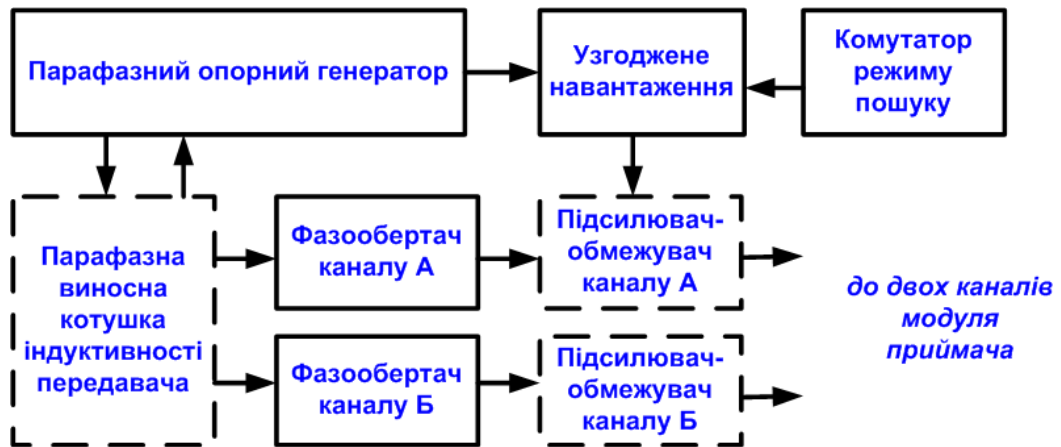 Парафазний опорний генератор
Узгоджене
навантаження
Комутатор
режиму
пошуку
Парафазна
виносна
котушка
індуктивності
передавача
Фазообертач
каналу А
Підсилювач-
обмежувач
каналу А
Фазообертач
каналу Б
Підсилювач-
обмежувач
каналу Б
до двох каналів
модуля
приймача